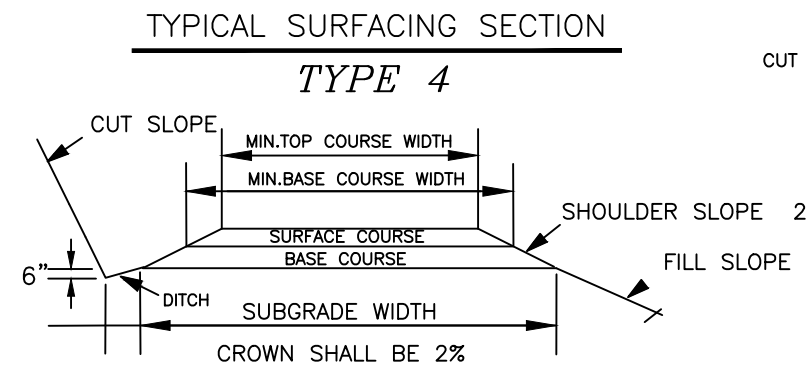 TYPICAL SURFACING SECTION
TYPE 4
CUT
CUT SLOPE
MIN.TOP COURSE WIDTH
MIN.BASE COURSE WIDTH
SHOULDER SLOPE 2
SURFACE COURSE
BASE COURSE
FILL SLOPE
6"
DITCH
SUBGRADE WIDTH
CROWN SHALL BE 2%